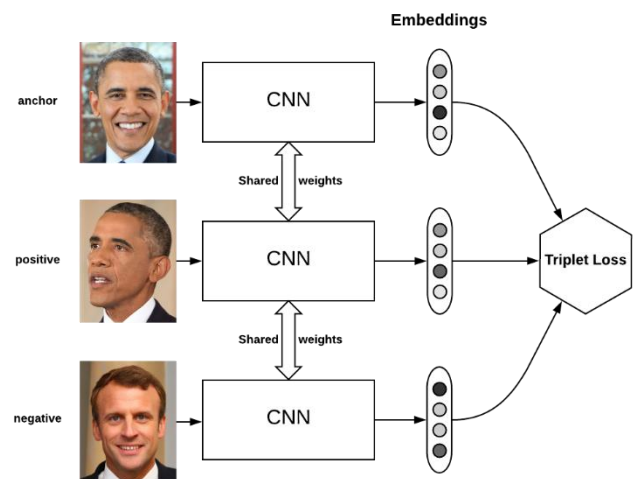 Embeddings
anchor
CNN
Shared weights
positive
CNN
Triplet Loss
Shared weights
negative
CNN